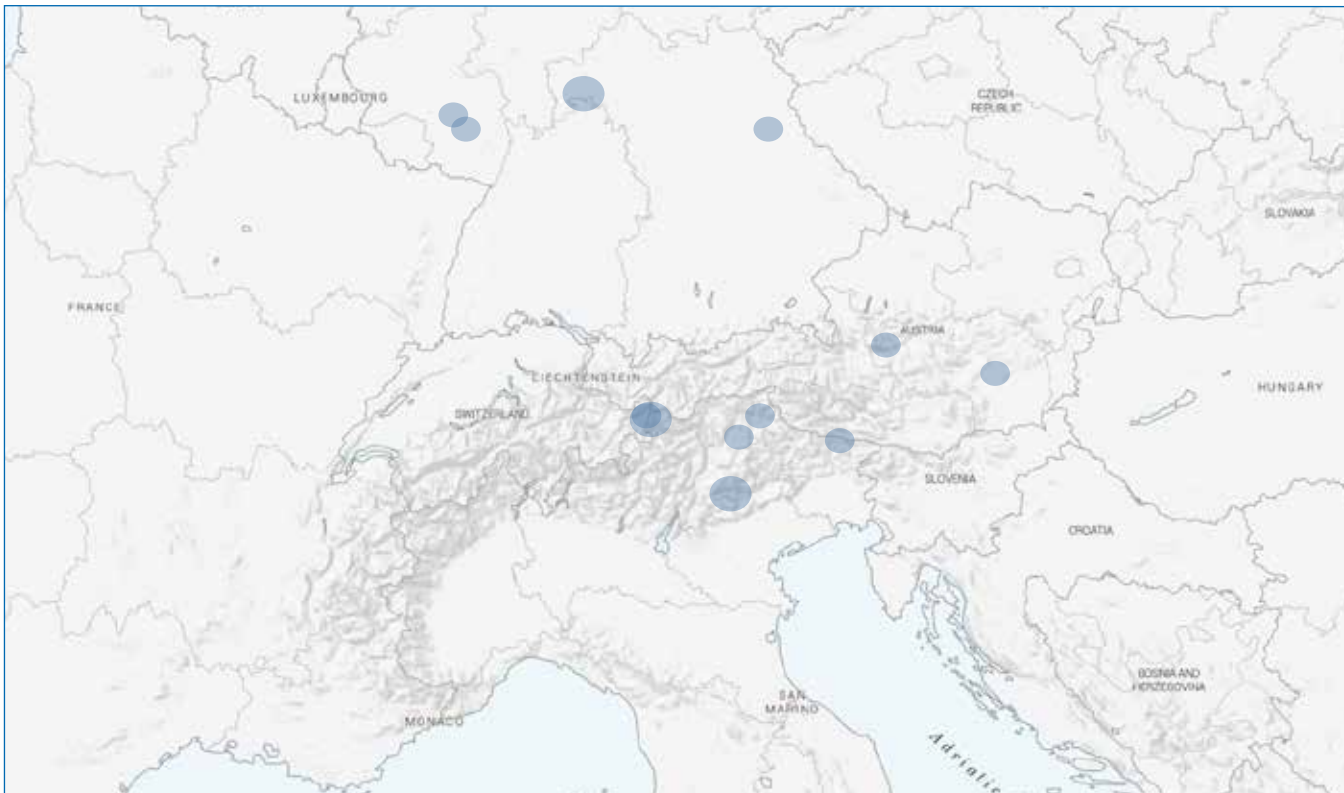 LUXEMBOURG
CZECH
REPUBLIC
SLOVAKIA
FRANCE
AUSTRIA
LIECHTENSTEIN
HUNGARY
SWITZERLAND
SLOVENIA
CROATIA
BOSNIA AND
HERZEGOVINA
SAN
MARINO
MONACO
Adriatic